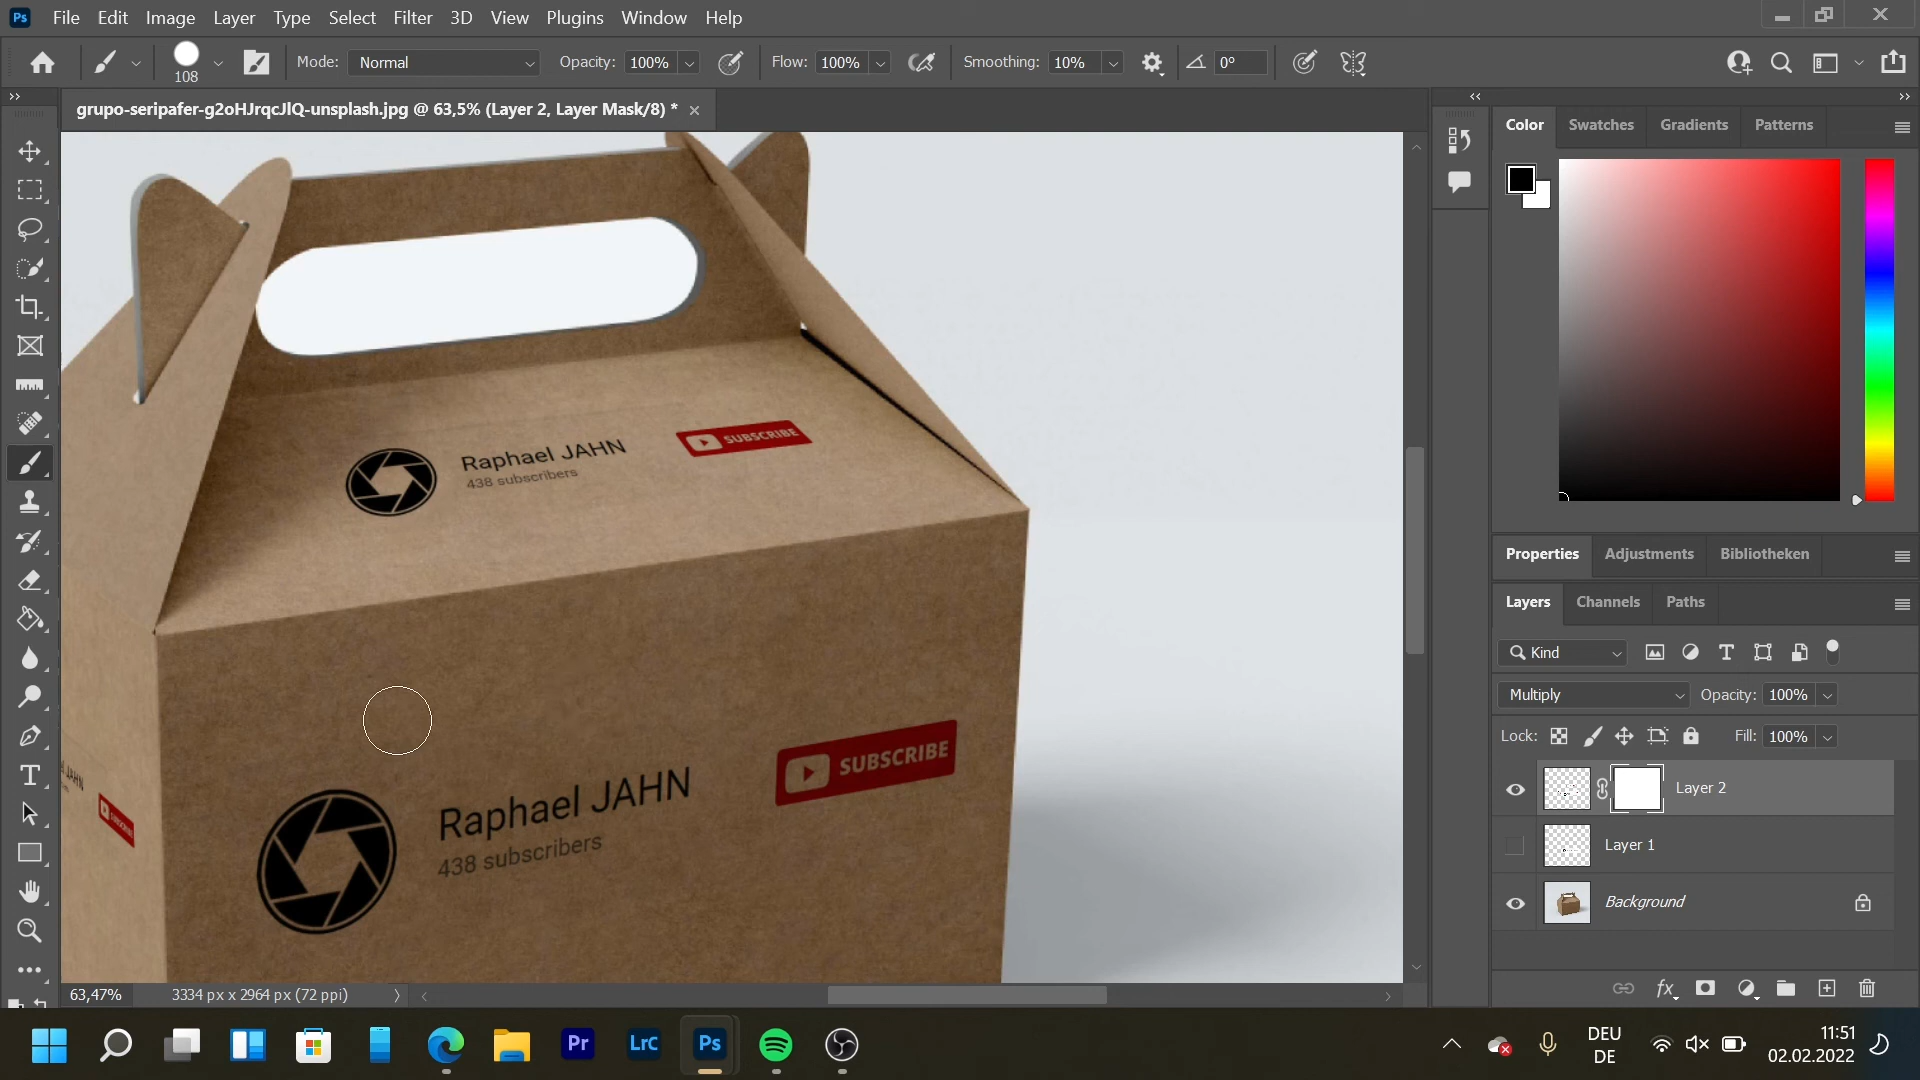 Ps File Edit Image Layer Type Select Filter 3D View Plugins Window Help
108 Mode: Normal Opacity: 100% Flow: 100% Smoothing: 10% 0°
grupo-seripafer-g2oHJrqcJlQ-unsplash.jpg @ 63,5% (Layer 2, Layer Mask/8) *
Color Swatches Gradients Patterns
Raphael JAHN
438 subscribers
SUBSCRIBE
Raphael JAHN
438 subscribers
SUBSCRIBE
Properties Adjustments Bibliotheken
Layers Channels Paths
Kind
Multiply Opacity: 100%
Lock: Fill: 100%
Layer 2
Layer 1
Background
fx
63,47% 3334 px x 2964 px (72 ppi)
Pr LrC Ps
DEU
DE
11:51
02.02.2022